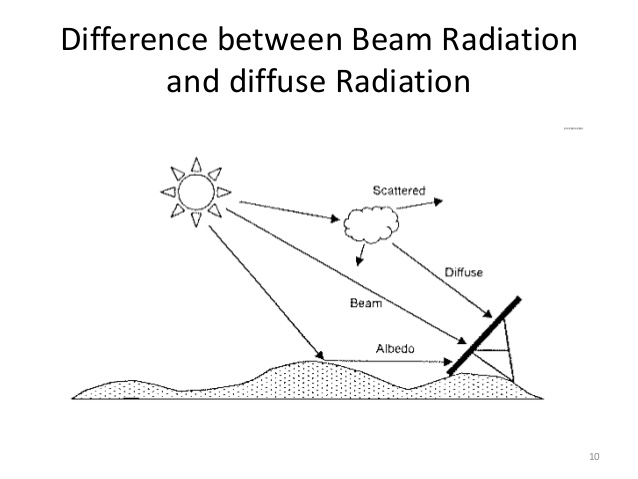 Difference between Beam Radiation
and diffuse Radiation
Scattered
Diffuse
Beam
Albedo
10